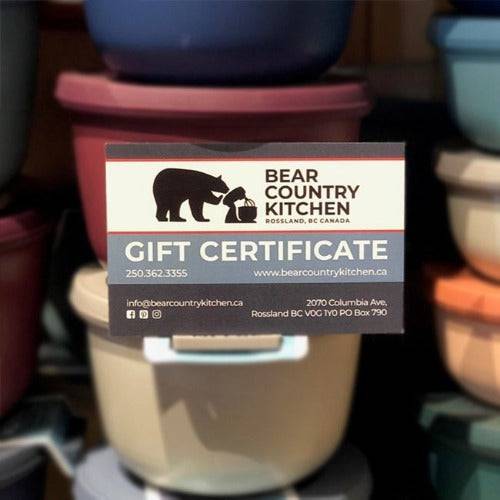 BEAR
COUNTRY
KITCHEN
ROSSLAND, BC CANADA
GIFT CERTIFICATE
250.362.3355 www.bearcountrykitchen.ca
info@bearcountrykitchen.ca 2070 Columbia Ave,
Rossland BC V0G 1Y0 PO Box 790